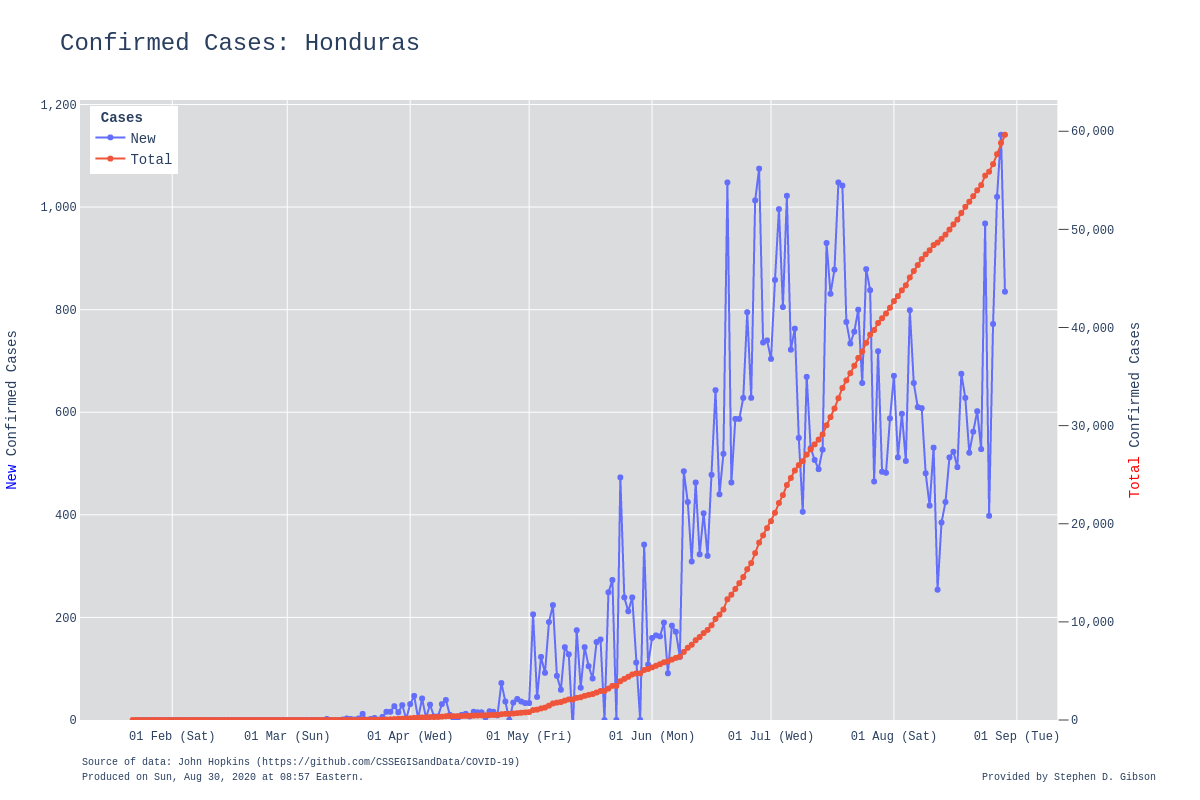 Confirmed Cases: Honduras
Cases
New
Total
1,200
1,000
800
600
400
200
0
60,000
50,000
40,000
30,000
20,000
10,000
0
New Confirmed Cases
Total Confirmed Cases
01 Feb (Sat)
01 Mar (Sun)
01 Apr (Wed)
01 May (Fri)
01 Jun (Mon)
01 Jul (Wed)
01 Aug (Sat)
01 Sep (Tue)
Source of data: John Hopkins (https://github.com/CSSEGISandData/COVID-19)
Produced on Sun, Aug 30, 2020 at 08:57 Eastern.
Provided by Stephen D. Gibson